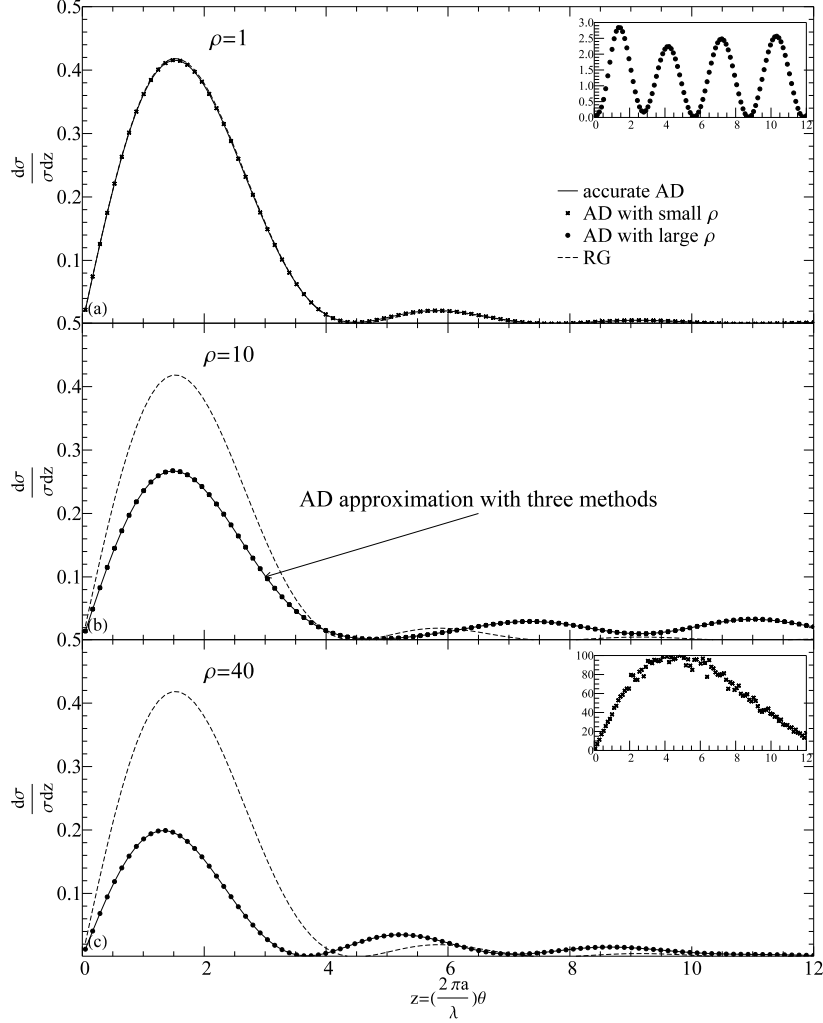 0.5
ρ=1
0.4
0.3
dσ
σdz
0.2
0.1
(a)
3.0
2.5
2.0
1.5
1.0
0.5
0.0
0 2 4 6 8 10 12
accurate AD
AD with small ρ
AD with large ρ
RG
0.5
ρ=10
0.4
0.3
dσ
σdz
0.2
AD approximation with three methods
0.1
(b)
0.5
ρ=40
0.4
0.3
dσ
σdz
0.2
0.1
(c)
100
80
60
40
20
0
0 2 4 6 8 10 12
0 2 4 6 8 10 12
z=(2πa/λ)θ